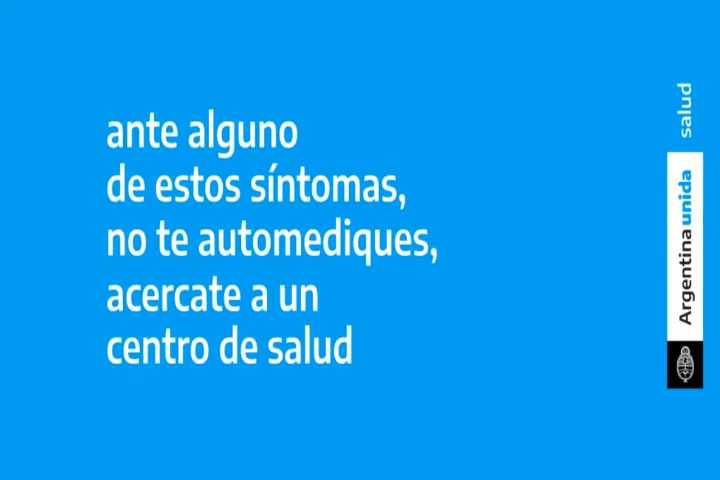 ante alguno
de estos síntomas,
no te automediques,
acercate a un
centro de salud
Argentina unida
salud